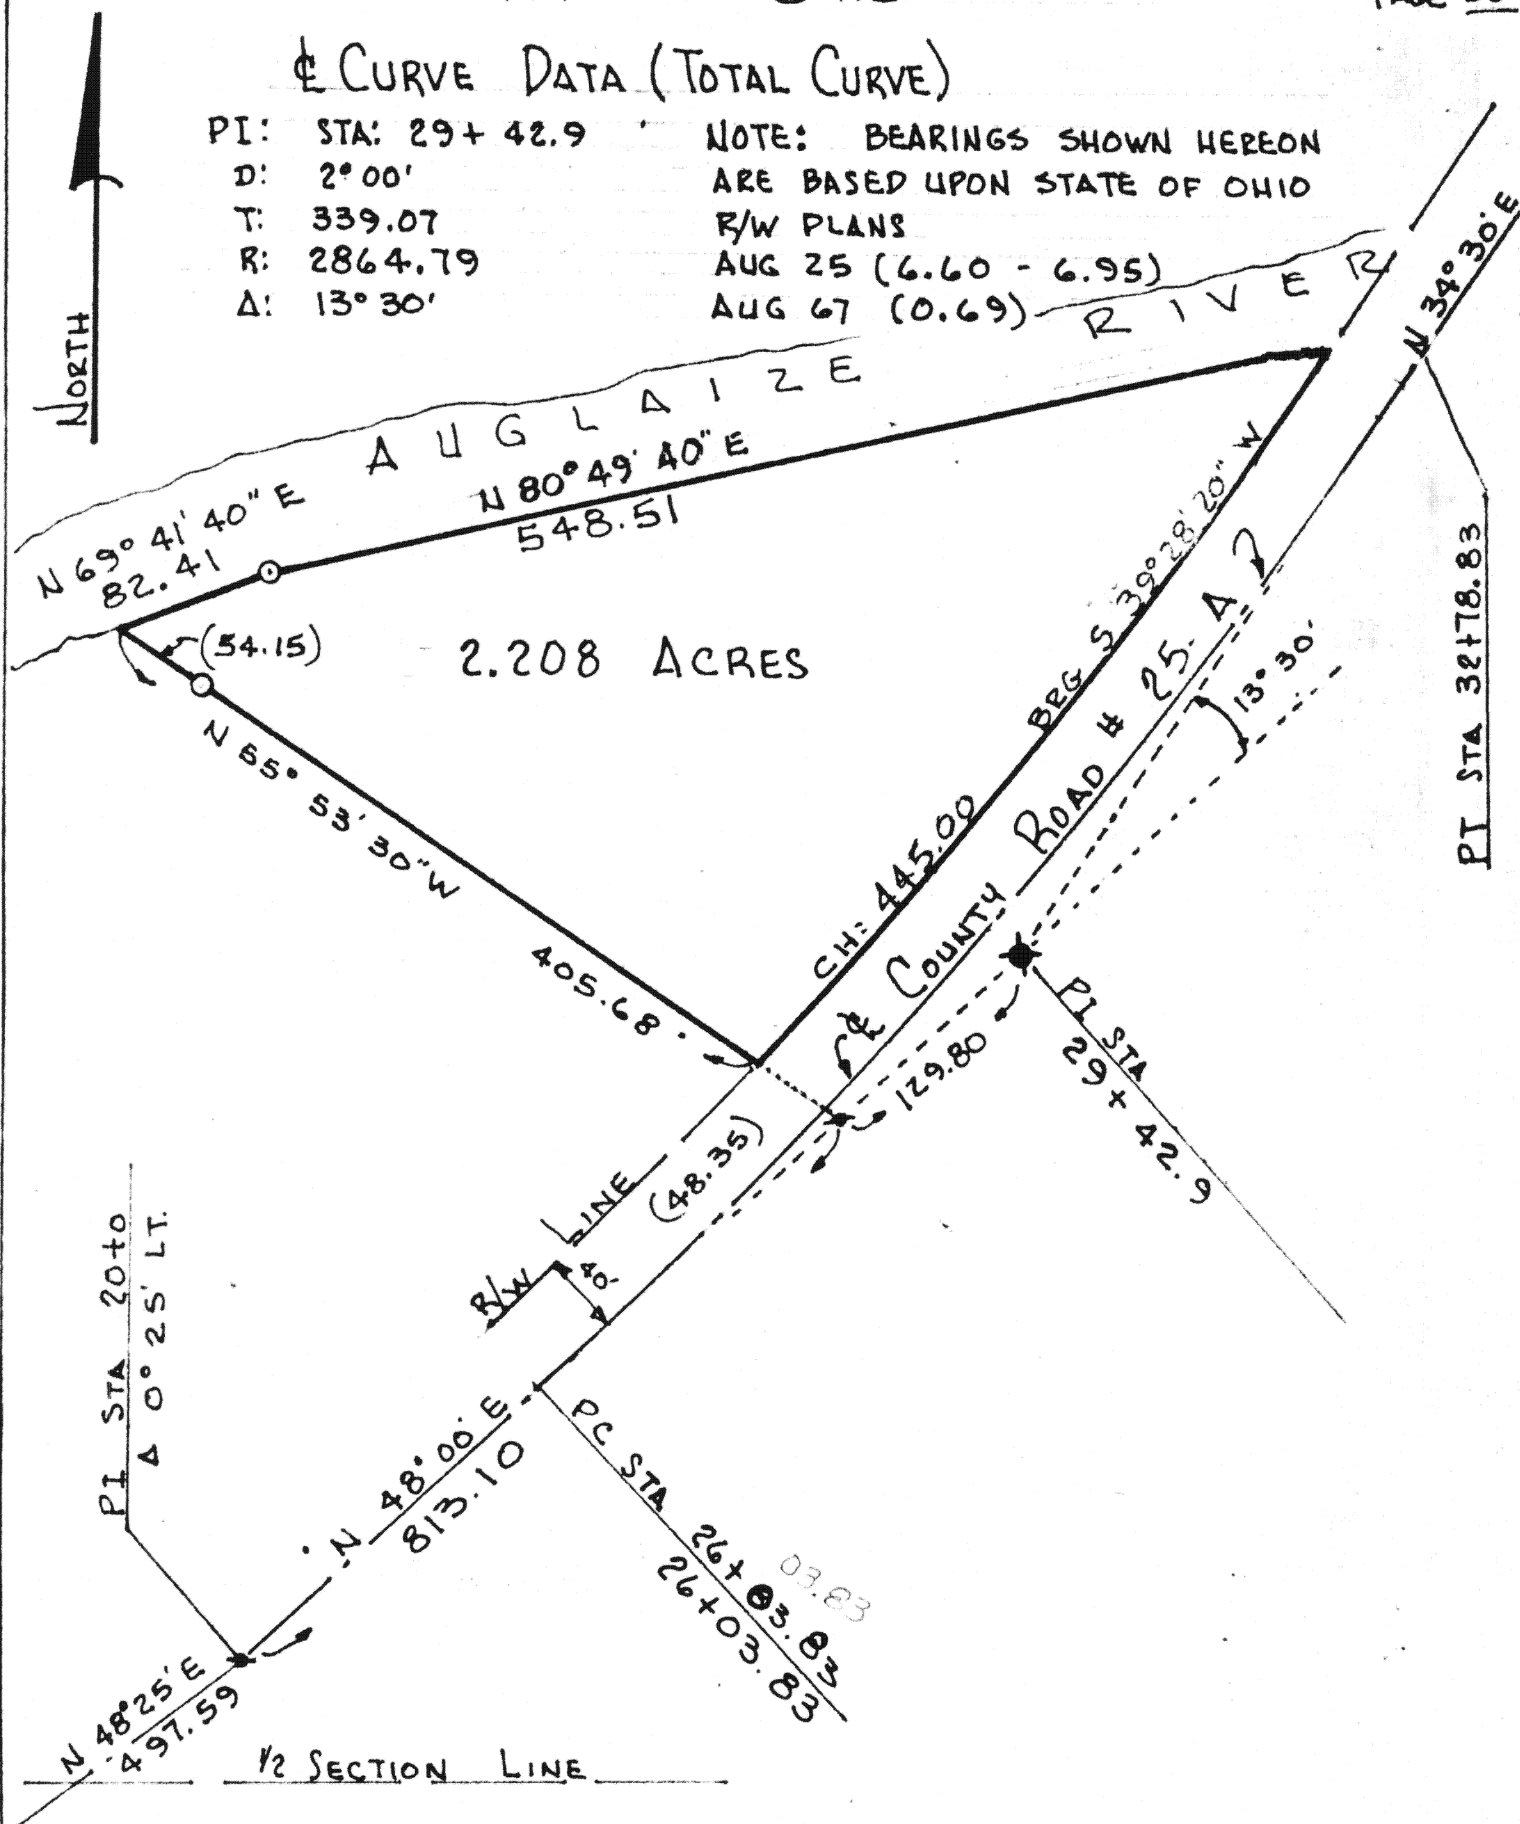 ℄ CURVE DATA (TOTAL CURVE)
PI: STA: 29+ 42.9
D: 2° 00'
T: 339.07
R: 2864.79
Δ: 13° 30'
NOTE: BEARINGS SHOWN HEREON
ARE BASED UPON STATE OF OHIO
R/W PLANS
AUG 25 (6.60 - 6.95)
AUG 67 (0.69)
NORTH
AUGLAIZE RIVER
N 34° 30' E
N 69° 41' 40" E
82.41
N 80° 49' 40" E
548.51
(54.15)
2.208 ACRES
BRG S 39° 28' 20" W
CH: 445.00
N 55° 53' 30" W
405.68
℄ COUNTY ROAD # 25-A
13° 30'
PT STA 32+78.83
129.80
PI STA
29 + 42.9
(48.35)
R/W LINE
40'
PI STA 20+0
Δ 0° 25' LT.
N 48° 00' E
813.10
PC STA 26+03.83
03.83
26+03.83
N 48° 25' E
497.59
1/2 SECTION LINE